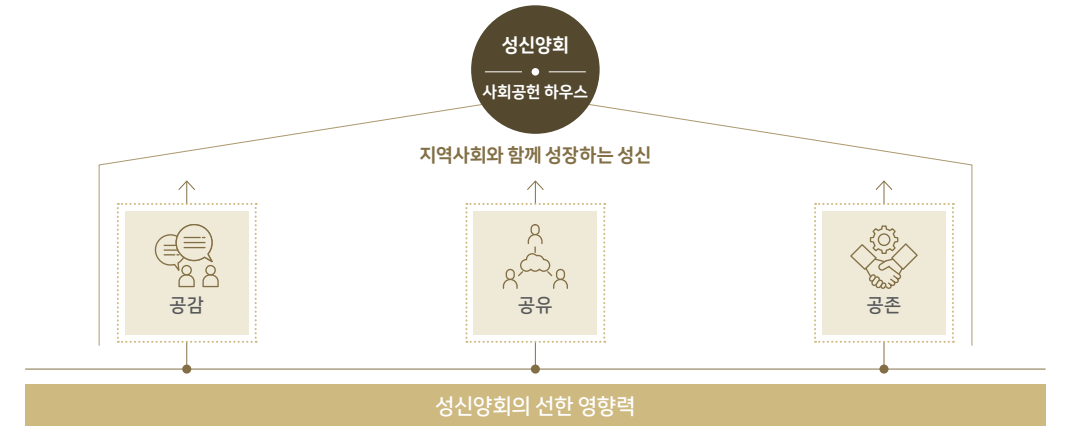 성신양회
사회공헌 하우스
지역사회와 함께 성장하는 성신
공감
공유
공존
성신양회의 선한 영향력